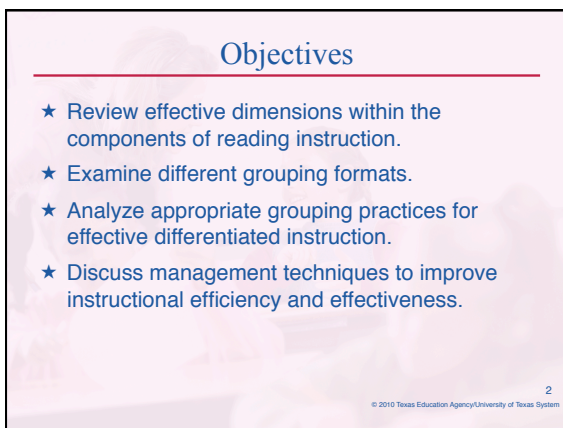 Objectives
★ Review effective dimensions within the
components of reading instruction.
★ Examine different grouping formats.
★ Analyze appropriate grouping practices for
effective differentiated instruction.
★ Discuss management techniques to improve
instructional efficiency and effectiveness.
2
© 2010 Texas Education Agency/University of Texas System